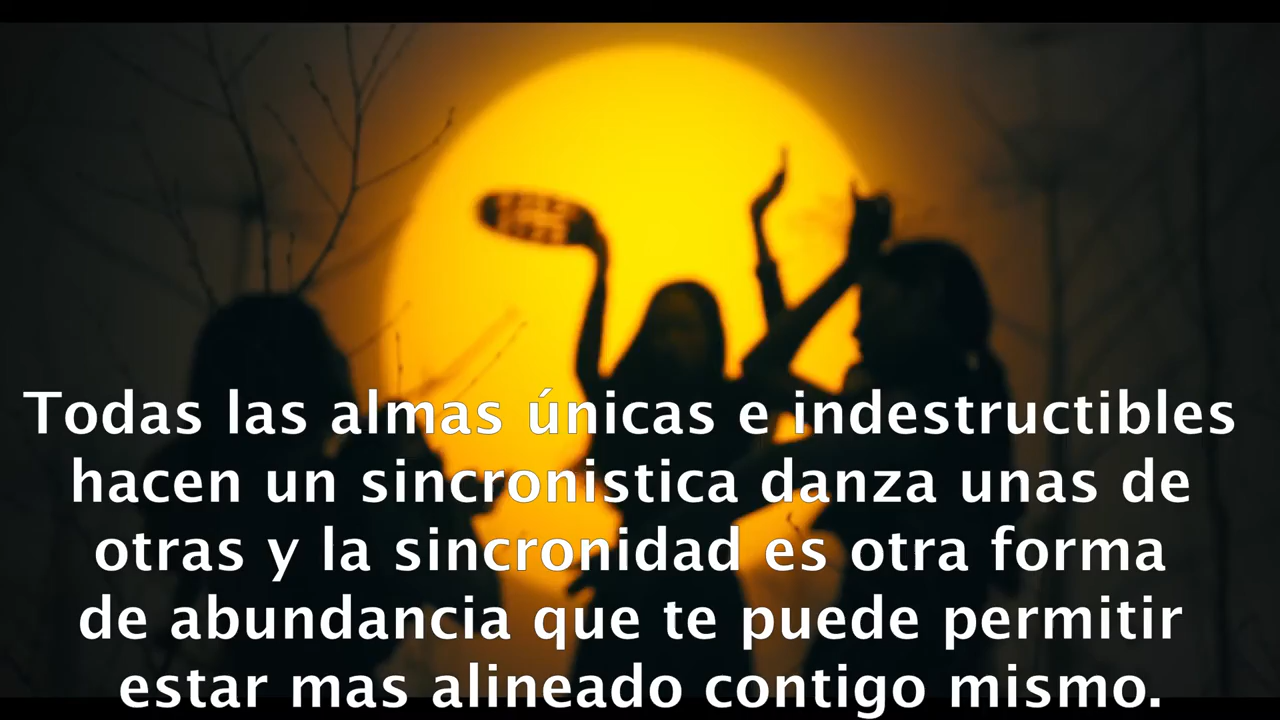 Todas las almas únicas e indestructibles
hacen un sincronistica danza unas de
otras y la sincronidad es otra forma
de abundancia que te puede permitir
estar mas alineado contigo mismo.